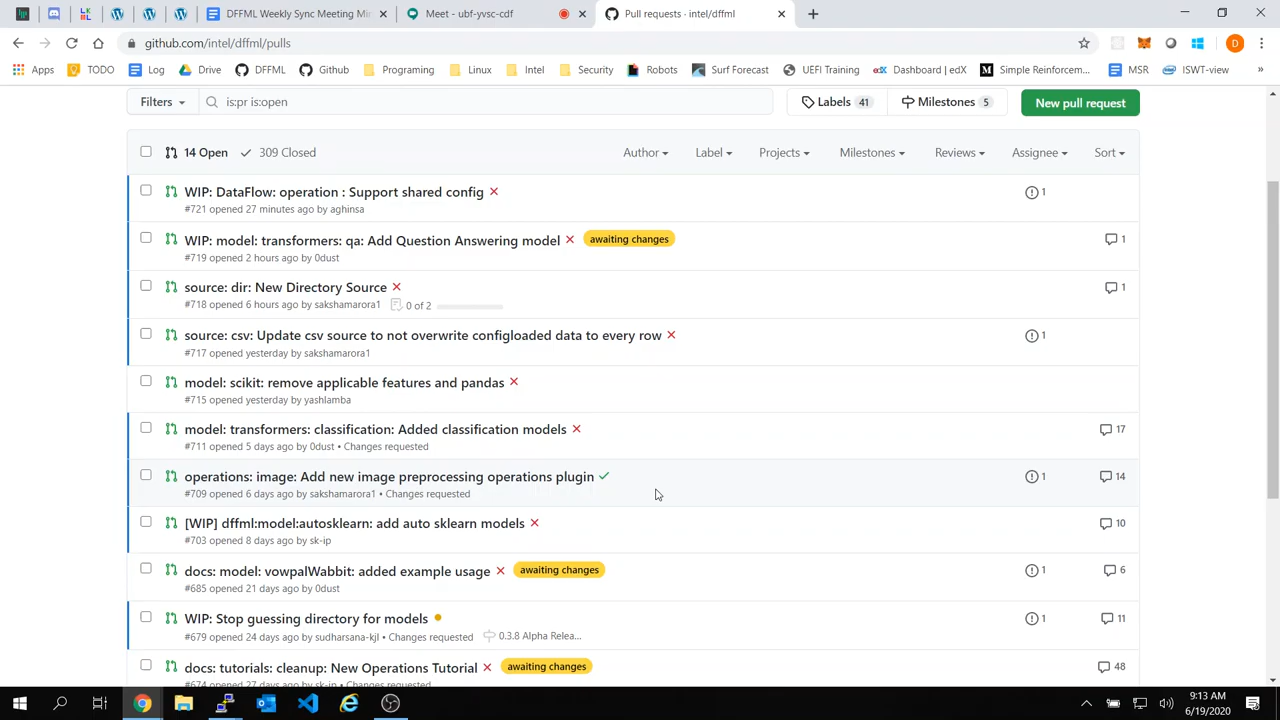 DFFML Weekly Sync Meeting Min
Meet - ubf-yvsc-cdf
Pull requests · intel/dffml
github.com/intel/dffml/pulls
D
Apps
TODO
Log
Drive
DFFML
Github
Programing
Linux
Intel
Security
Robots
Surf Forecast
UEFI Training
Dashboard | edX
Simple Reinforcem...
MSR
ISWT-view
»
Filters
is:pr is:open
Labels 41
Milestones 5
New pull request
14 Open
309 Closed
Author
Label
Projects
Milestones
Reviews
Assignee
Sort
WIP: DataFlow: operation : Support shared config
1
#721 opened 27 minutes ago by aghinsa
WIP: model: transformers: qa: Add Question Answering model
awaiting changes
1
#719 opened 2 hours ago by 0dust
source: dir: New Directory Source
1
#718 opened 6 hours ago by sakshamarora1
0 of 2
source: csv: Update csv source to not overwrite configloaded data to every row
1
#717 opened yesterday by sakshamarora1
model: scikit: remove applicable features and pandas
#715 opened yesterday by yashlamba
model: transformers: classification: Added classification models
17
#711 opened 5 days ago by 0dust • Changes requested
operations: image: Add new image preprocessing operations plugin
1
14
#709 opened 6 days ago by sakshamarora1 • Changes requested
[WIP] dffml:model:autosklearn: add auto sklearn models
10
#703 opened 8 days ago by sk-ip
docs: model: vowpalWabbit: added example usage
awaiting changes
1
6
#685 opened 21 days ago by 0dust
WIP: Stop guessing directory for models
1
11
#679 opened 24 days ago by sudharsana-kjl • Changes requested
0.3.8 Alpha Relea...
docs: tutorials: cleanup: New Operations Tutorial
awaiting changes
48
#674 opened 27 days ago by sk-ip • Changes requested
9:13 AM
6/19/2020